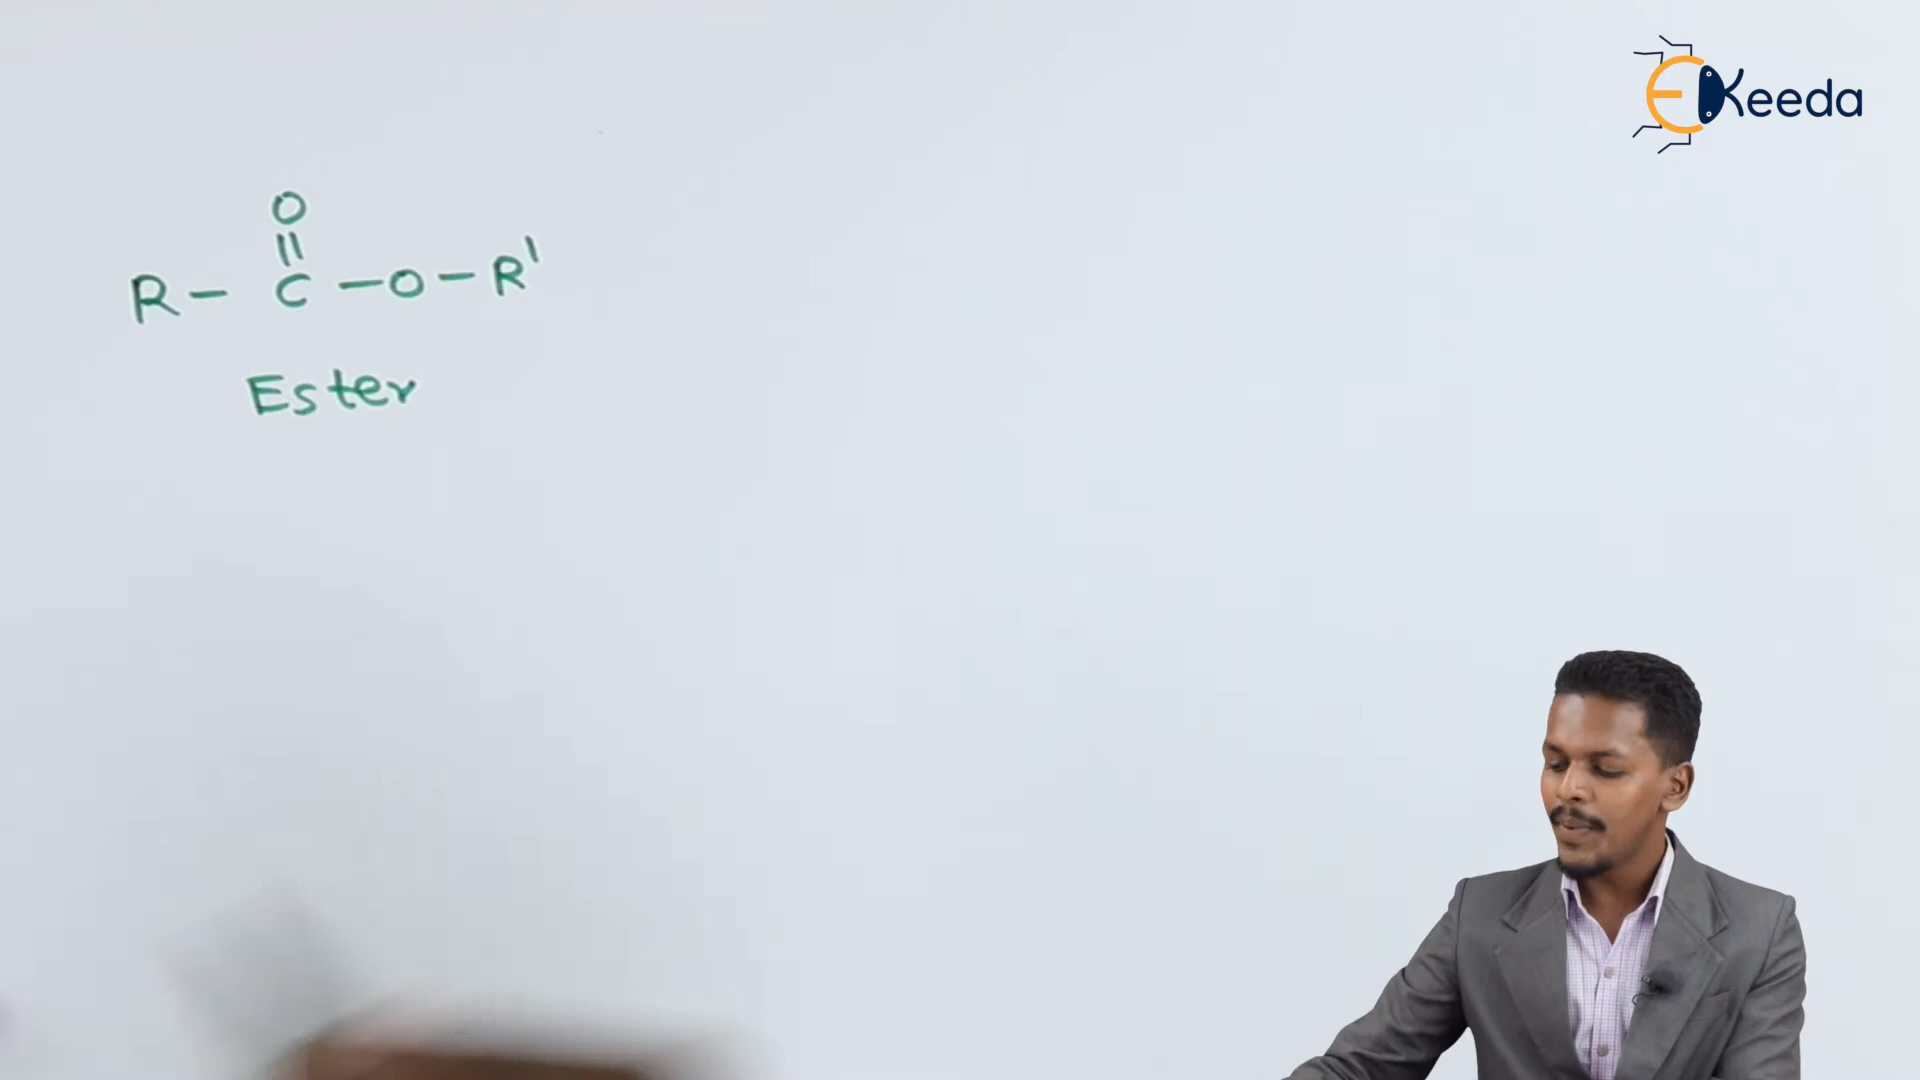 EKeeda
O
||
R - C - O - R'
Ester